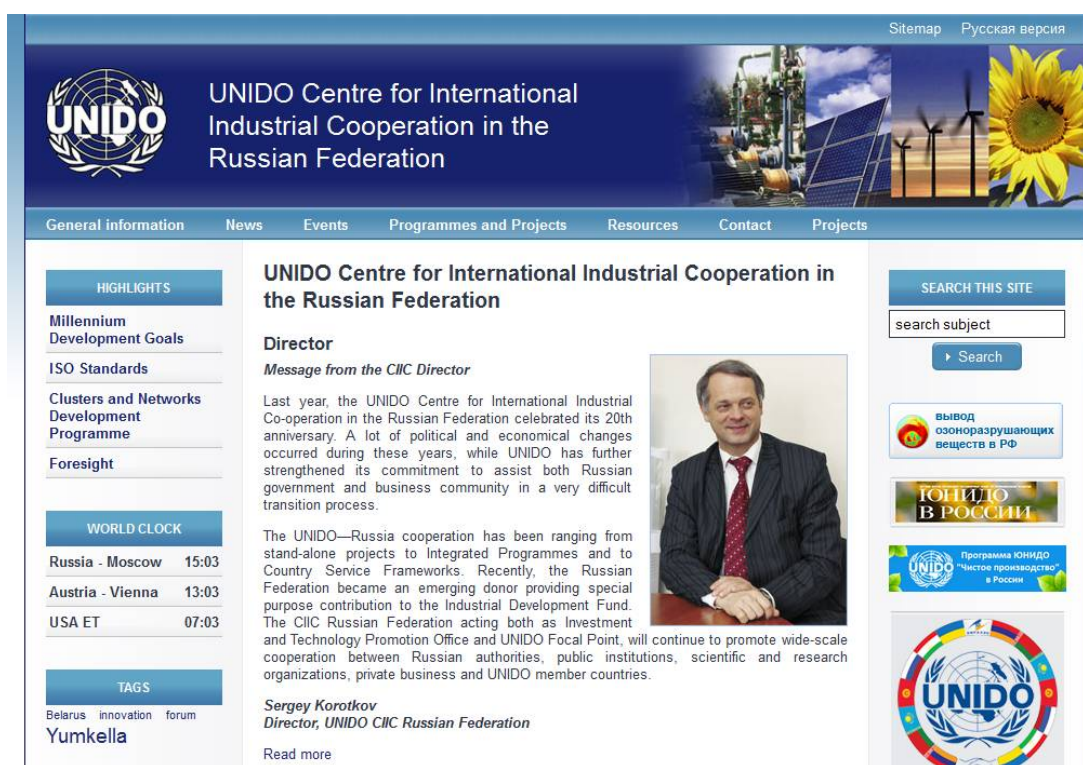 Sitemap Русская версия
UNIDO
UNIDO Centre for International
Industrial Cooperation in the
Russian Federation
General information News Events Programmes and Projects Resources Contact Projects
HIGHLIGHTS
Millennium
Development Goals
ISO Standards
Clusters and Networks
Development
Programme
Foresight
WORLD CLOCK
Russia - Moscow 15:03
Austria - Vienna 13:03
USA ET 07:03
TAGS
Belarus innovation forum
Yumkella
UNIDO Centre for International Industrial Cooperation in
the Russian Federation
Director
Message from the CIIC Director
Last year, the UNIDO Centre for International Industrial
Co-operation in the Russian Federation celebrated its 20th
anniversary. A lot of political and economical changes
occurred during these years, while UNIDO has further
strengthened its commitment to assist both Russian
government and business community in a very difficult
transition process.
The UNIDO—Russia cooperation has been ranging from
stand-alone projects to Integrated Programmes and to
Country Service Frameworks. Recently, the Russian
Federation became an emerging donor providing special
purpose contribution to the Industrial Development Fund.
The CIIC Russian Federation acting both as Investment
and Technology Promotion Office and UNIDO Focal Point, will continue to promote wide-scale
cooperation between Russian authorities, public institutions, scientific and research
organizations, private business and UNIDO member countries.
Sergey Korotkov
Director, UNIDO CIIC Russian Federation
Read more
SEARCH THIS SITE
search subject
Search
вывод
озоноразрушающих
веществ в РФ
ЮНИДО
В РОССИИ
UNIDO
Программа ЮНИДО
"Чистое производство"
в России
UNIDO